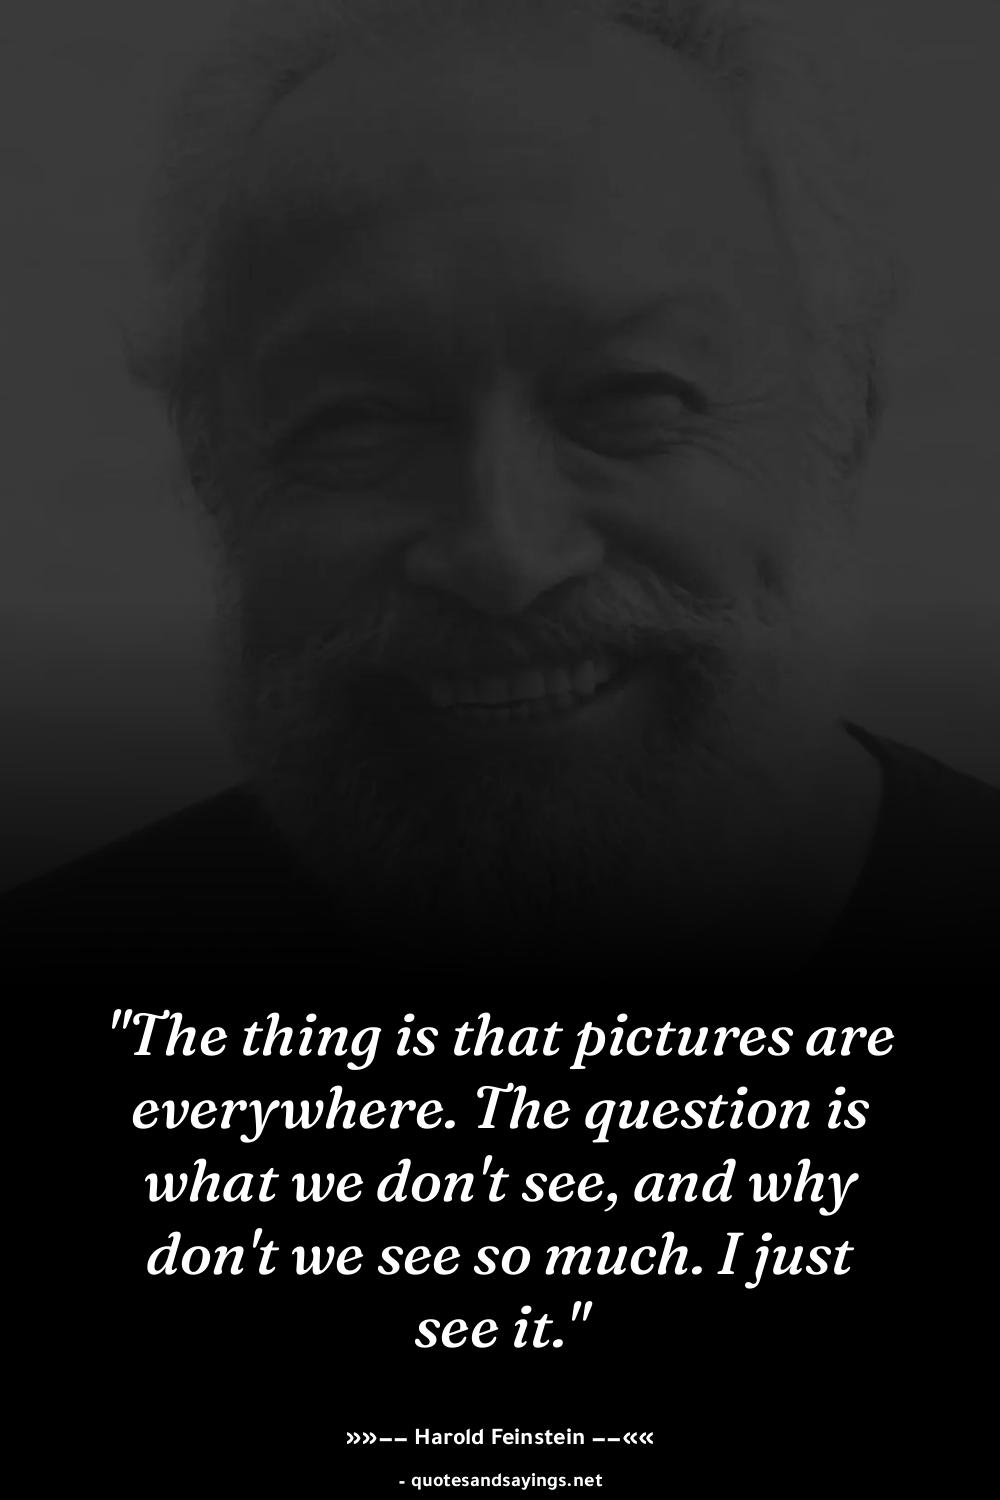 "The thing is that pictures are
everywhere. The question is
what we don't see, and why
don't we see so much. I just
see it."
»»–– Harold Feinstein ––««
- quotesandsayings.net